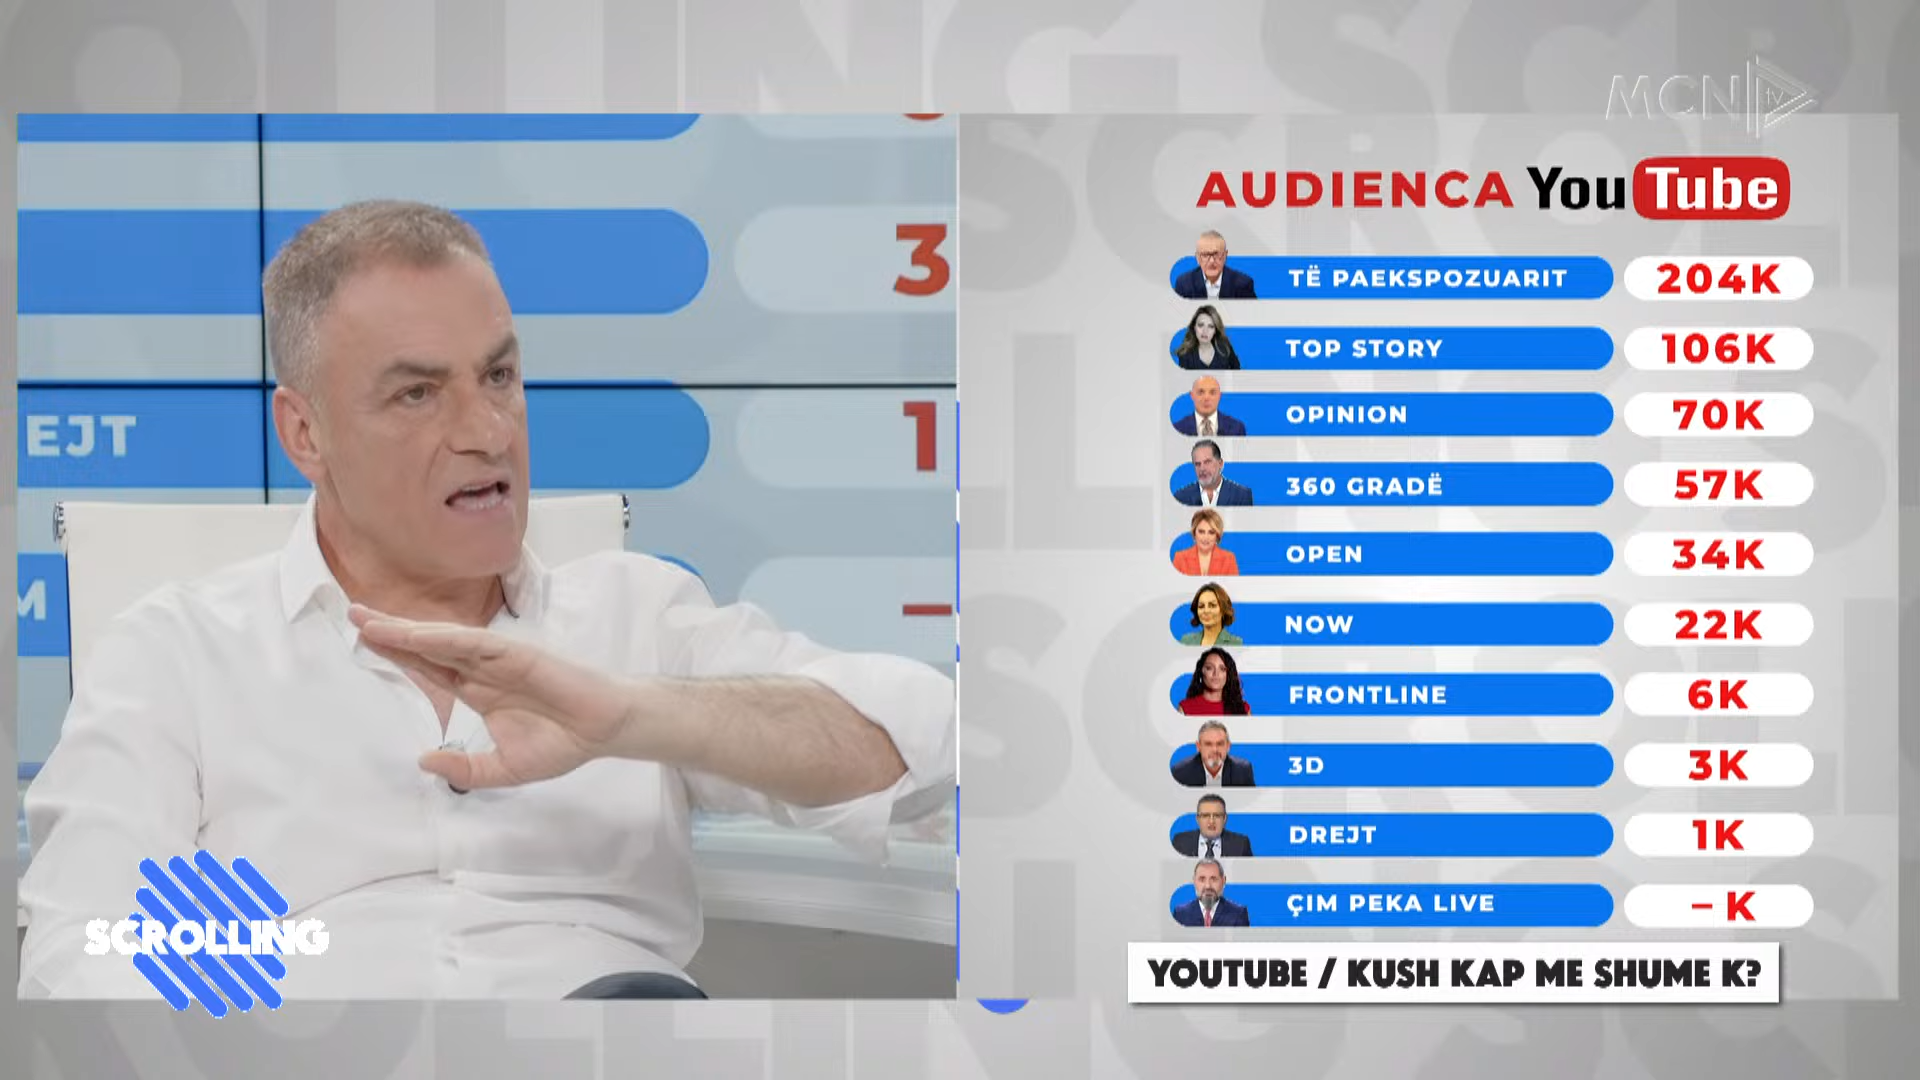 MCN tv
AUDIENCA YouTube
TË PAEKSPOZUARIT 204K
TOP STORY 106K
OPINION 70K
360 GRADË 57K
OPEN 34K
NOW 22K
FRONTLINE 6K
3D 3K
DREJT 1K
ÇIM PEKA LIVE – K
YOUTUBE / KUSH KAP ME SHUME K?
3
EJT 1
M –
SCROLLING